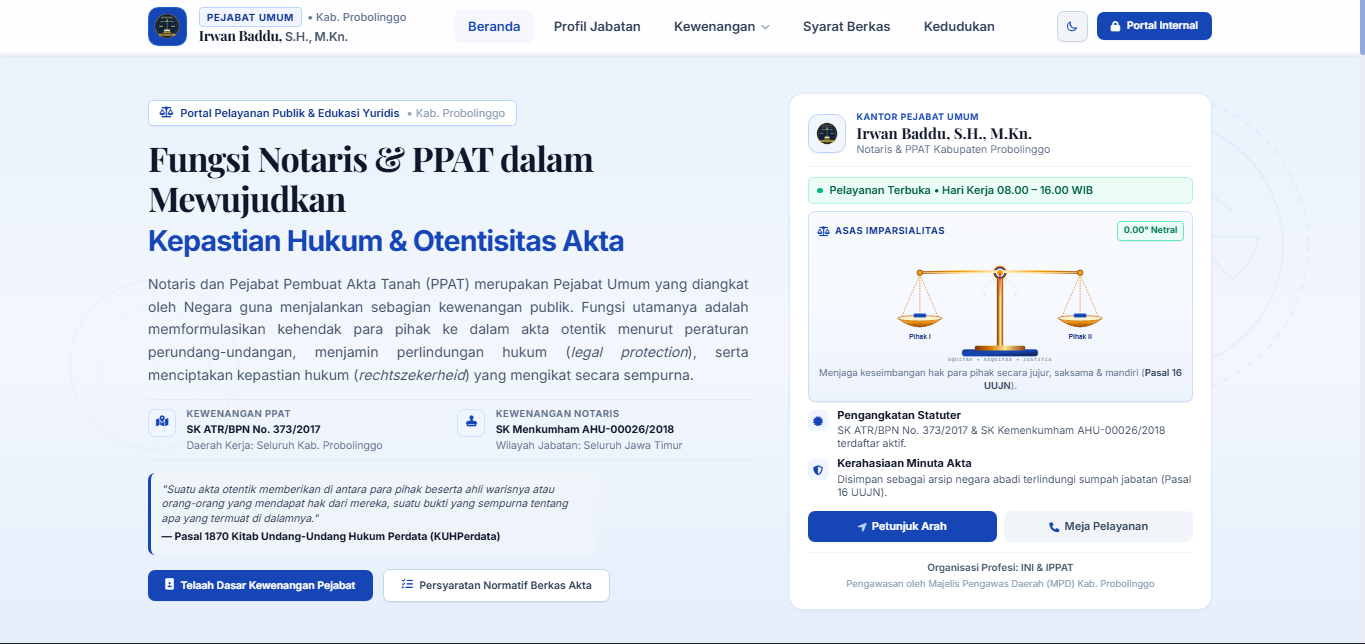 PEJABAT UMUM • Kab. Probolinggo
Irwan Baddu, S.H., M.Kn.
Beranda Profil Jabatan Kewenangan Syarat Berkas Kedudukan
Portal Internal
Portal Pelayanan Publik & Edukasi Yuridis • Kab. Probolinggo
Fungsi Notaris & PPAT dalam
Mewujudkan
Kepastian Hukum & Otentisitas Akta
Notaris dan Pejabat Pembuat Akta Tanah (PPAT) merupakan Pejabat Umum yang diangkat
oleh Negara guna menjalankan sebagian kewenangan publik. Fungsi utamanya adalah
memformulasikan kehendak para pihak ke dalam akta otentik menurut peraturan
perundang-undangan, menjamin perlindungan hukum (legal protection), serta
menciptakan kepastian hukum (rechtszekerheid) yang mengikat secara sempurna.
KEWENANGAN PPAT
SK ATR/BPN No. 373/2017
Daerah Kerja: Seluruh Kab. Probolinggo
KEWENANGAN NOTARIS
SK Menkumham AHU-00026/2018
Wilayah Jabatan: Seluruh Jawa Timur
"Suatu akta otentik memberikan di antara para pihak beserta ahli warisnya atau
orang-orang yang mendapat hak dari mereka, suatu bukti yang sempurna tentang
apa yang termuat di dalamnya."
— Pasal 1870 Kitab Undang-Undang Hukum Perdata (KUHPerdata)
Telaah Dasar Kewenangan Pejabat
Persyaratan Normatif Berkas Akta
KANTOR PEJABAT UMUM
Irwan Baddu, S.H., M.Kn.
Notaris & PPAT Kabupaten Probolinggo
Pelayanan Terbuka • Hari Kerja 08.00 – 16.00 WIB
ASAS IMPARSIALITAS
0.00° Netral
Pihak I
Pihak II
Menjaga keseimbangan hak para pihak secara jujur, saksama & mandiri (Pasal 16
UUJN).
Pengangkatan Statuter
SK ATR/BPN No. 373/2017 & SK Kemenkumham AHU-00026/2018
terdaftar aktif.
Kerahasiaan Minuta Akta
Disimpan sebagai arsip negara abadi terlindungi sumpah jabatan (Pasal
16 UUJN).
Petunjuk Arah
Meja Pelayanan
Organisasi Profesi: INI & IPPAT
Pengawasan oleh Majelis Pengawas Daerah (MPD) Kab. Probolinggo